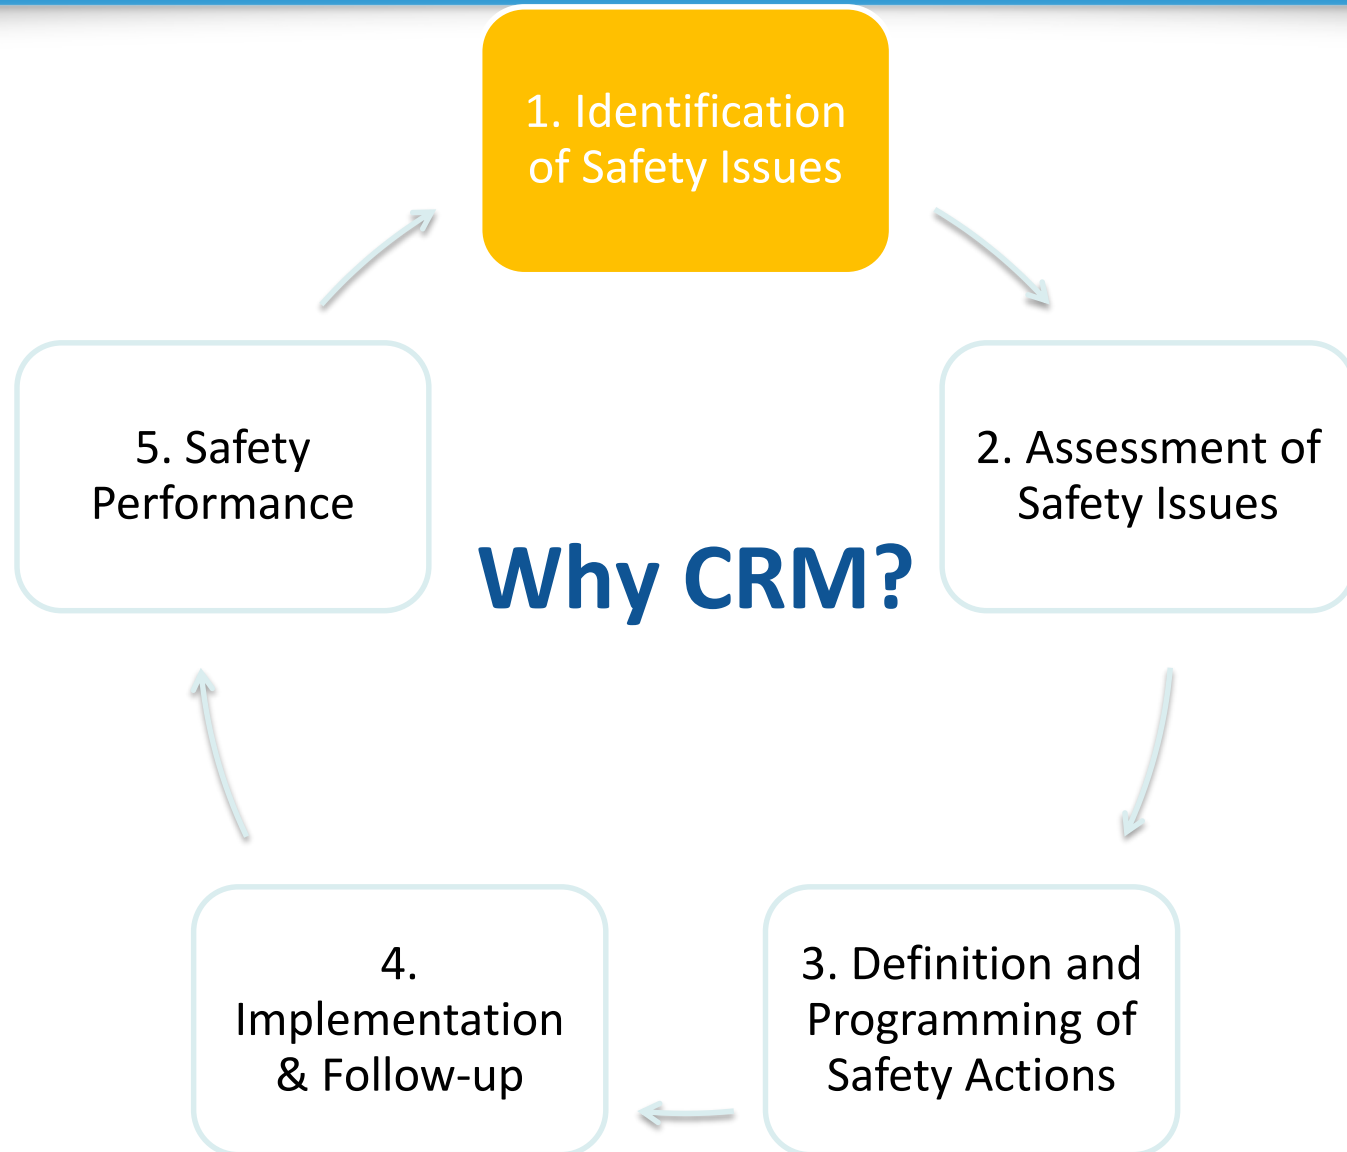 1. Identification
of Safety Issues
2. Assessment of
Safety Issues
3. Definition and
Programming of
Safety Actions
4.
Implementation
& Follow-up
5. Safety
Performance
Why CRM?